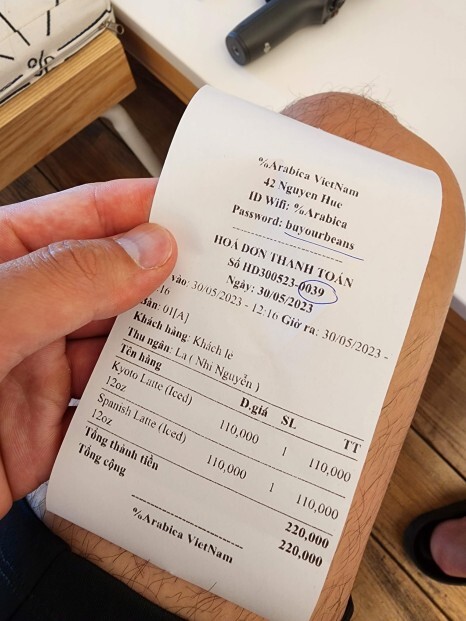 %Arabica VietNam
42 Nguyen Hue
ID Wifi: %Arabica
Password: buyourbeans
HOÁ ĐƠN THANH TOÁN
Số HD300523-0039
Ngày: 30/05/2023
vào: 30/05/2023 - 12:16 Giờ ra: 30/05/2023 -
:16
Bàn: 01[A]
Khách hàng: Khách lẻ
Thu ngân: La ( Nhi Nguyễn )
Tên hàng Đ.giá SL TT
Kyoto Latte (Iced)
12oz 110,000 1 110,000
Spanish Latte (Iced)
12oz 110,000 1 110,000
Tổng thành tiền 220,000
Tổng cộng 220,000
%Arabica VietNam